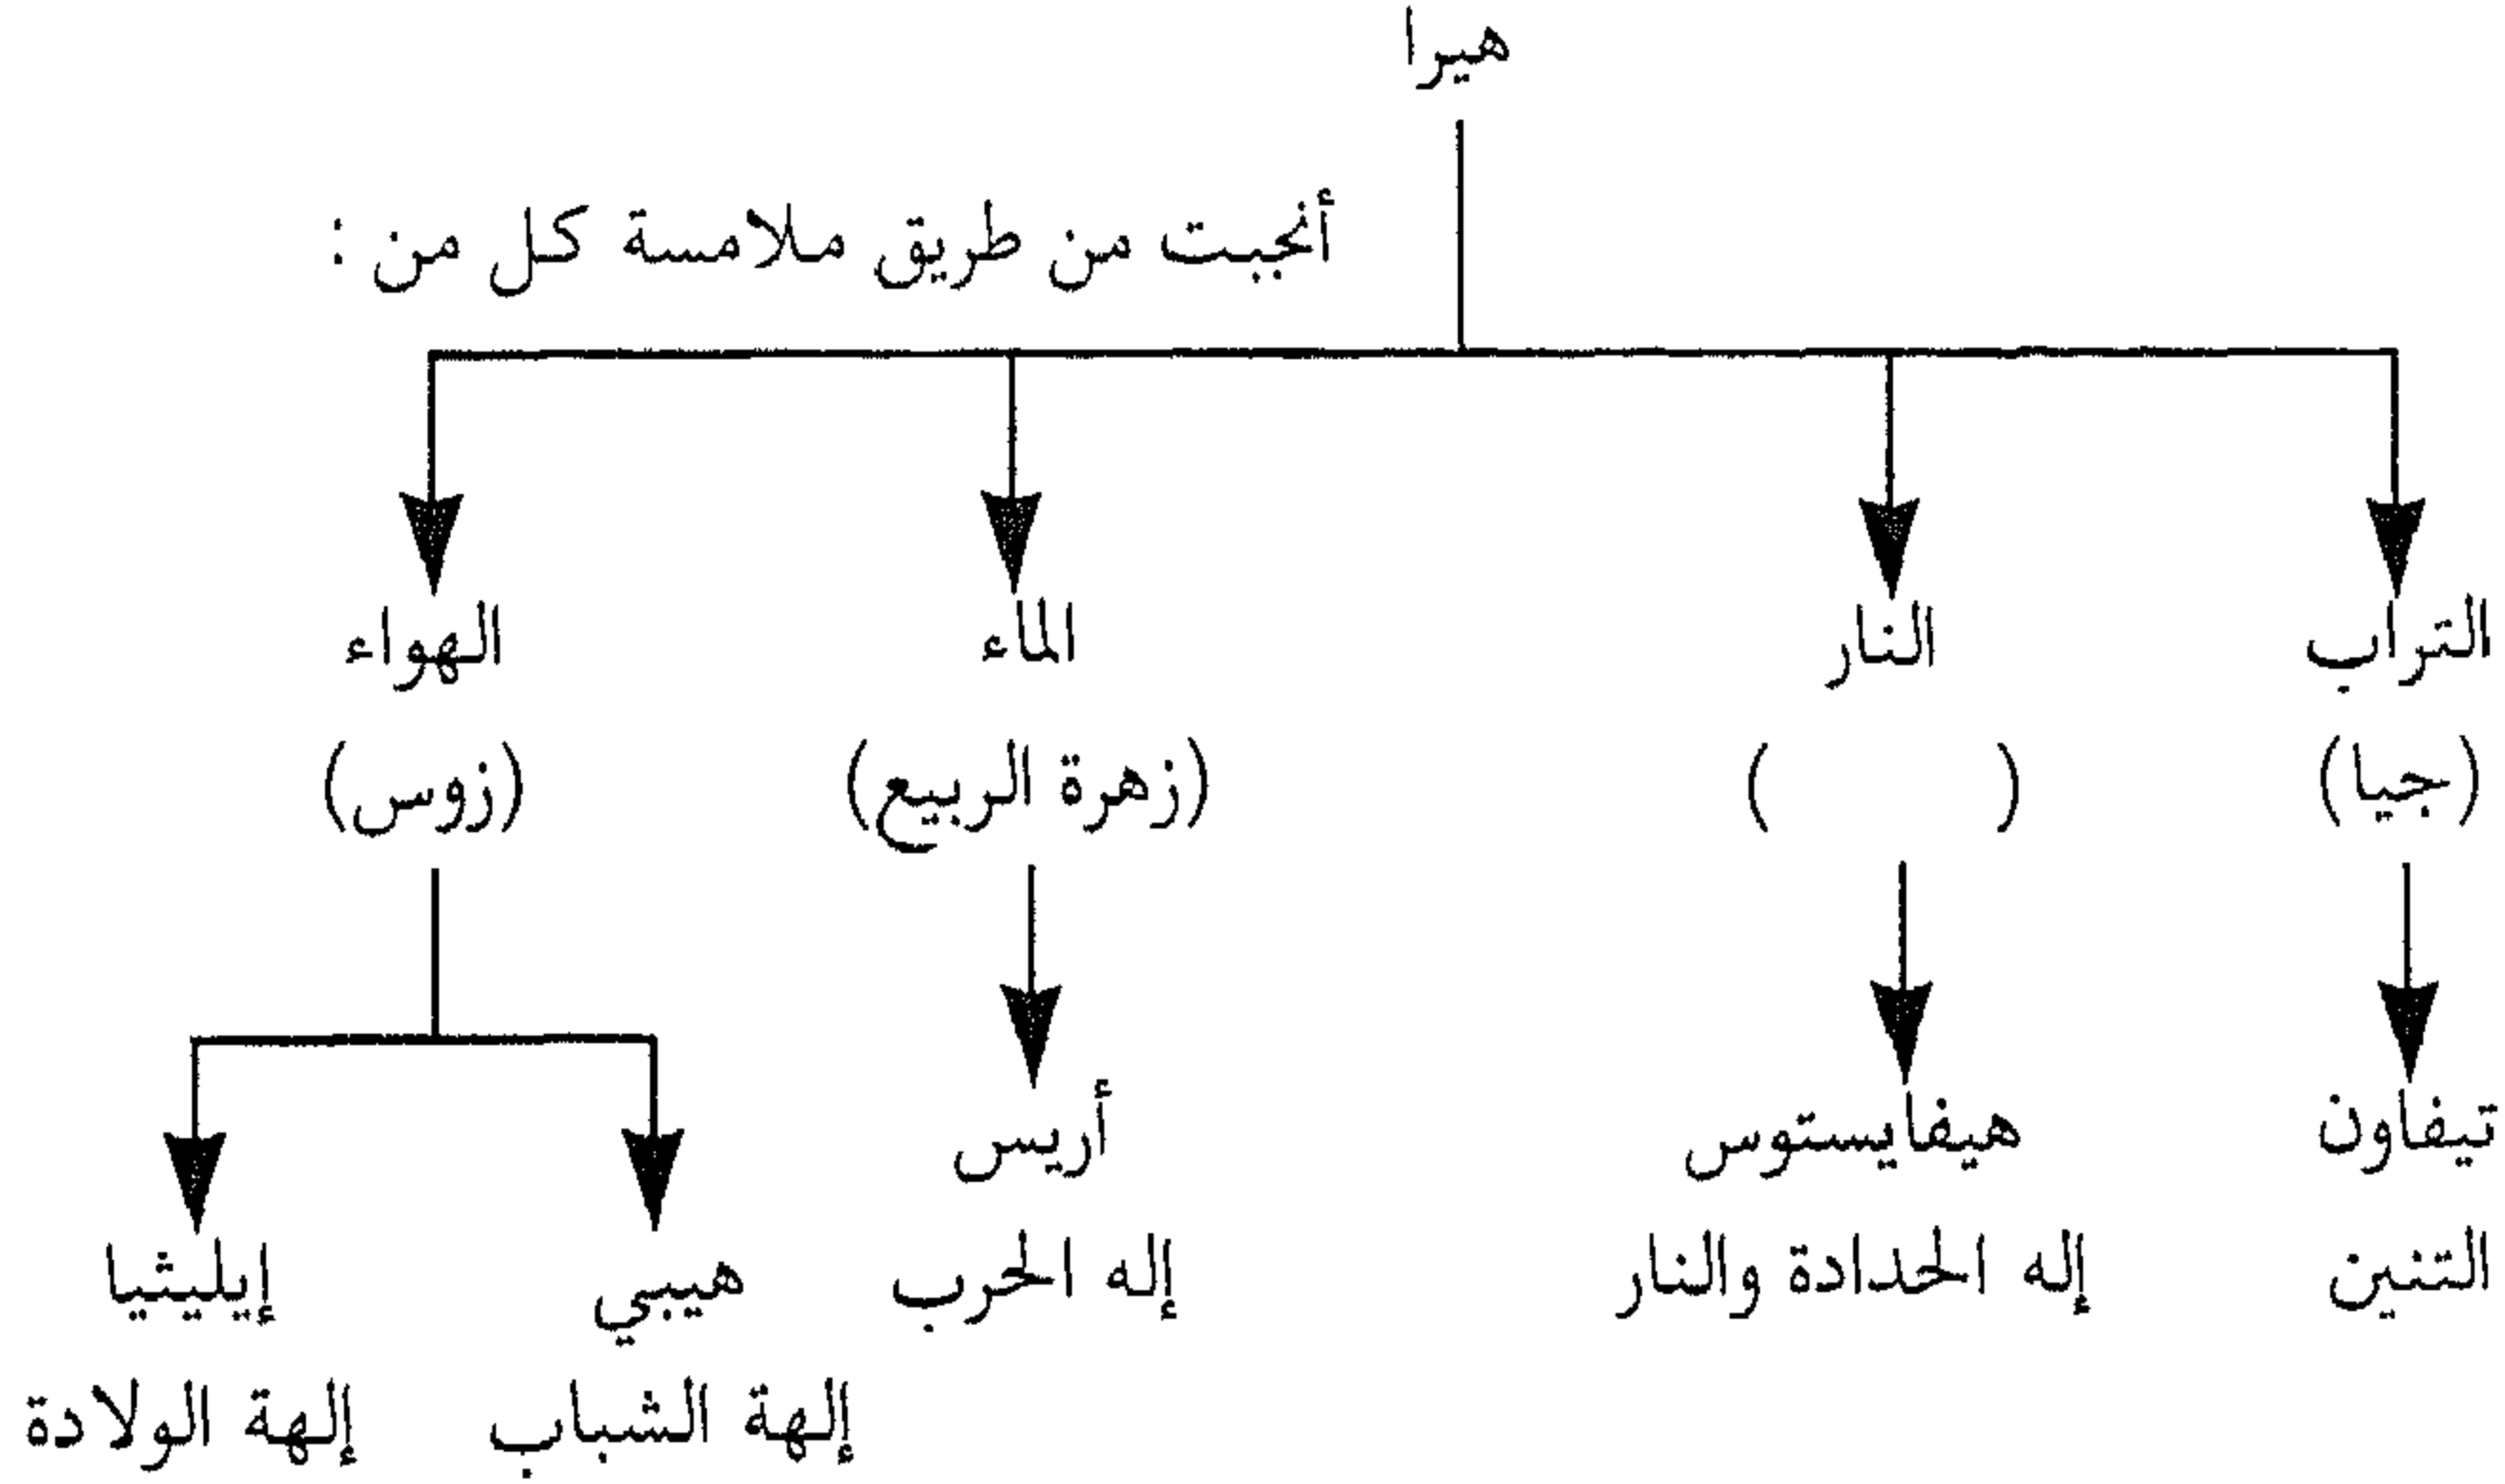 هيرا
أنجبت من طريق ملامسة كل من :
التراب النار الماء الهواء
(جيا) ( ) (زهرة الربيع) (زوس)
تيفاون هيفايستوس أريس
التنين إله الحدادة والنار إله الحرب هيبي إيليثيا
إلهة الشباب إلهة الولادة